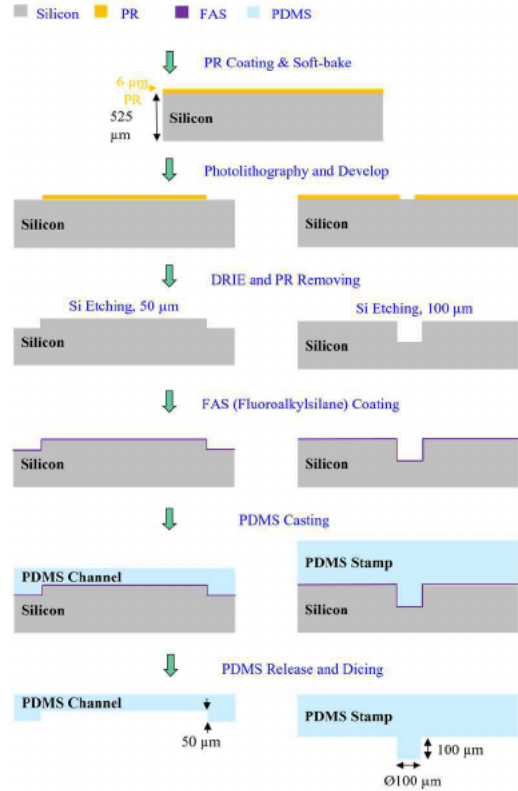 Silicon PR FAS PDMS
PR Coating & Soft-bake
6 µm
PR
525
µm
Silicon
Photolithography and Develop
Silicon
Silicon
DRIE and PR Removing
Si Etching, 50 µm
Si Etching, 100 µm
Silicon
Silicon
FAS (Fluoroalkylsilane) Coating
Silicon
Silicon
PDMS Casting
PDMS Channel
PDMS Stamp
Silicon
Silicon
PDMS Release and Dicing
PDMS Channel
PDMS Stamp
50 µm
100 µm
Ø100 µm